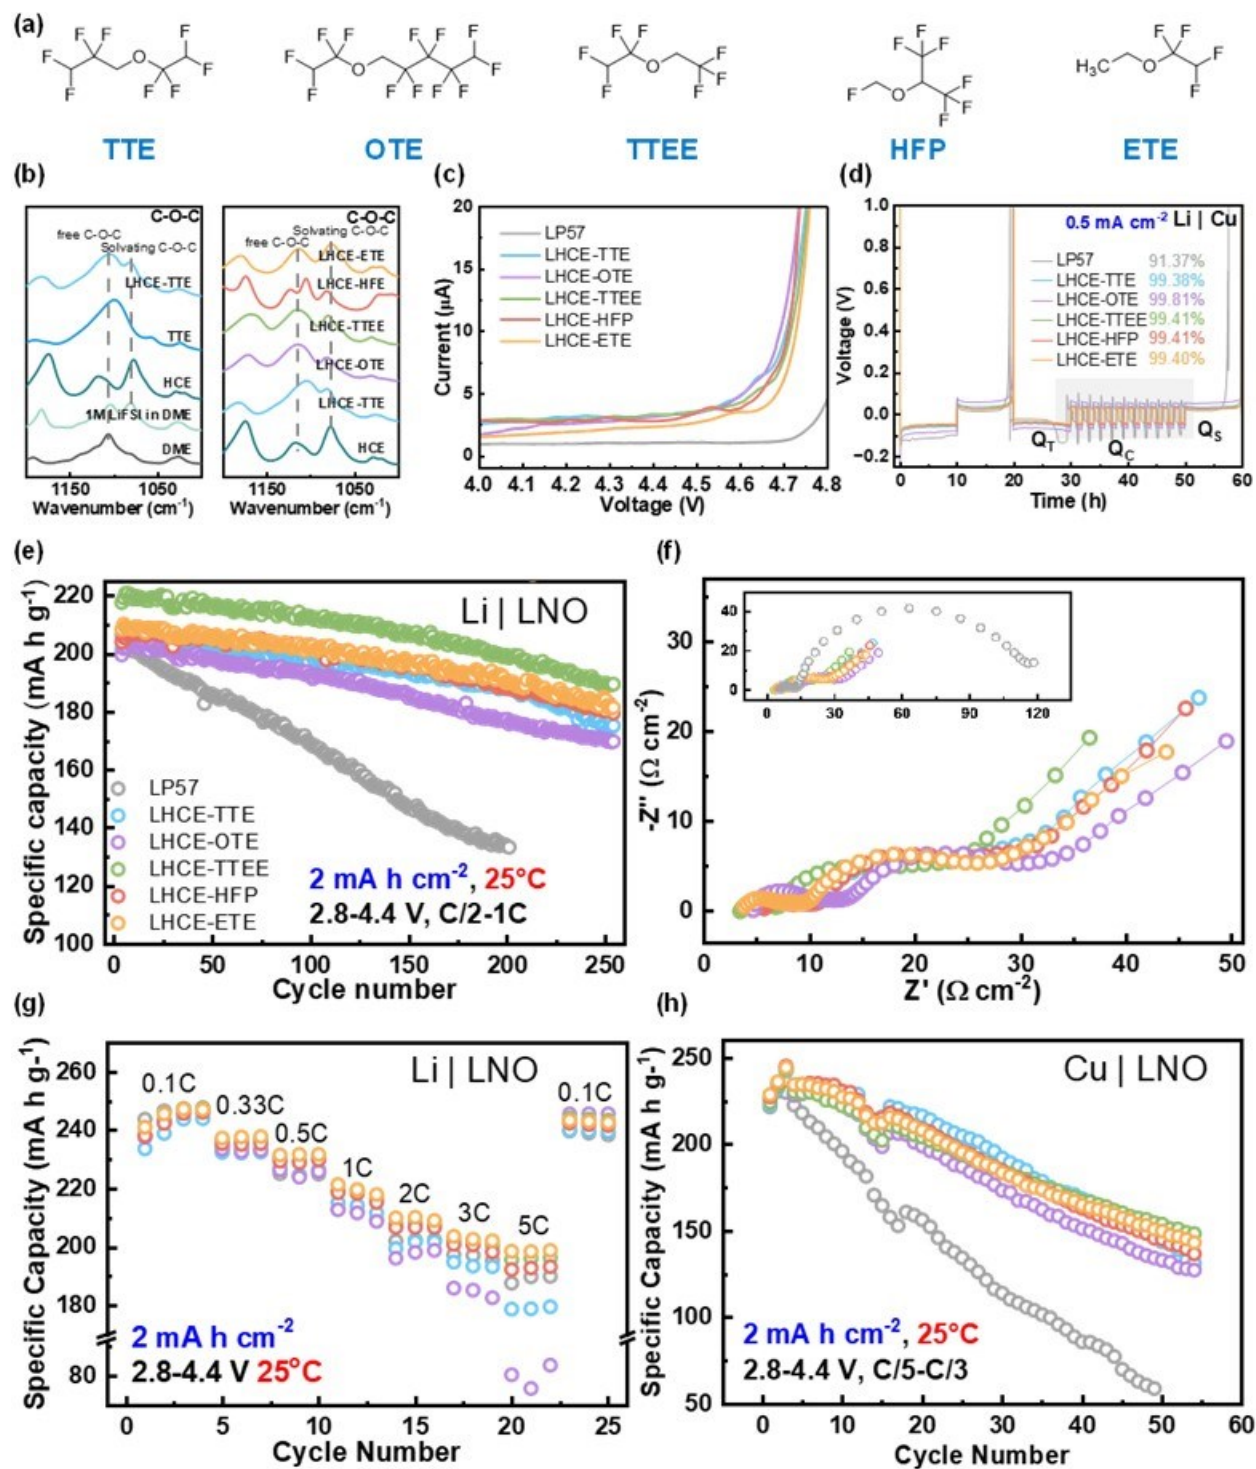 (a)
F F F F F F F F
O
TTE
F F F F F F F F F F F F
O
OTE
F F F F F F F
O
TTEE
F F F F F F F
O
HFP
H3C O F F F F
ETE
(b)
C-O-C
free C-O-C
Solvating C-O-C
LHCE-TTE
TTE
HCE
1M LiFSI in DME
DME
1150 1050
Wavenumber (cm-1)
C-O-C
free C-O-C
Solvating C-O-C
LHCE-ETE
LHCE-HFE
LHCE-TTEE
LHCE-OTE
LHCE-TTE
HCE
1150 1050
Wavenumber (cm-1)
(c)
Current (μA)
20
15
10
5
0
LP57
LHCE-TTE
LHCE-OTE
LHCE-TTEE
LHCE-HFP
LHCE-ETE
4.0 4.1 4.2 4.3 4.4 4.5 4.6 4.7 4.8
Voltage (V)
(d)
Voltage (V)
1.0
0.8
0.6
0.4
0.2
0.0
−0.2
0.5 mA cm-2 Li | Cu
LP57 91.37%
LHCE-TTE 99.38%
LHCE-OTE 99.81%
LHCE-TTEE 99.41%
LHCE-HFP 99.41%
LHCE-ETE 99.40%
QT QC QS
0 10 20 30 40 50 60
Time (h)
(e)
Specific capacity (mA h g-1)
220
200
180
160
140
120
100
Li | LNO
LP57
LHCE-TTE
LHCE-OTE
LHCE-TTEE
LHCE-HFP
LHCE-ETE
2 mA h cm-2, 25°C
2.8-4.4 V, C/2-1C
0 50 100 150 200 250
Cycle number
(f)
-Z'' (Ω cm-2)
30
20
10
0
40
20
0
0 30 60 90 120
0 10 20 30 40 50
Z' (Ω cm-2)
(g)
Specific Capacity (mA h g-1)
260
240
220
200
180
80
Li | LNO
0.1C
0.33C
0.5C
1C
2C
3C
5C
0.1C
2 mA h cm-2
2.8-4.4 V 25°C
0 5 10 15 20 25
Cycle Number
(h)
Specific Capacity (mA h g-1)
250
200
150
100
50
Cu | LNO
2 mA h cm-2, 25°C
2.8-4.4 V, C/5-C/3
0 10 20 30 40 50 60
Cycle Number